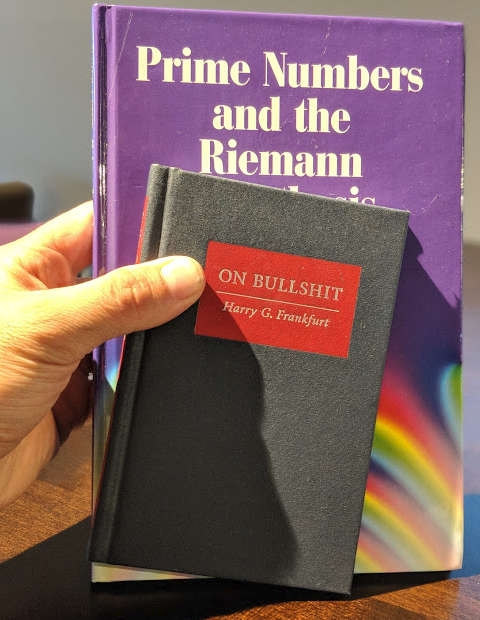 Prime Numbers
and the
Riemann
ON BULLSHIT
Harry G. Frankfurt